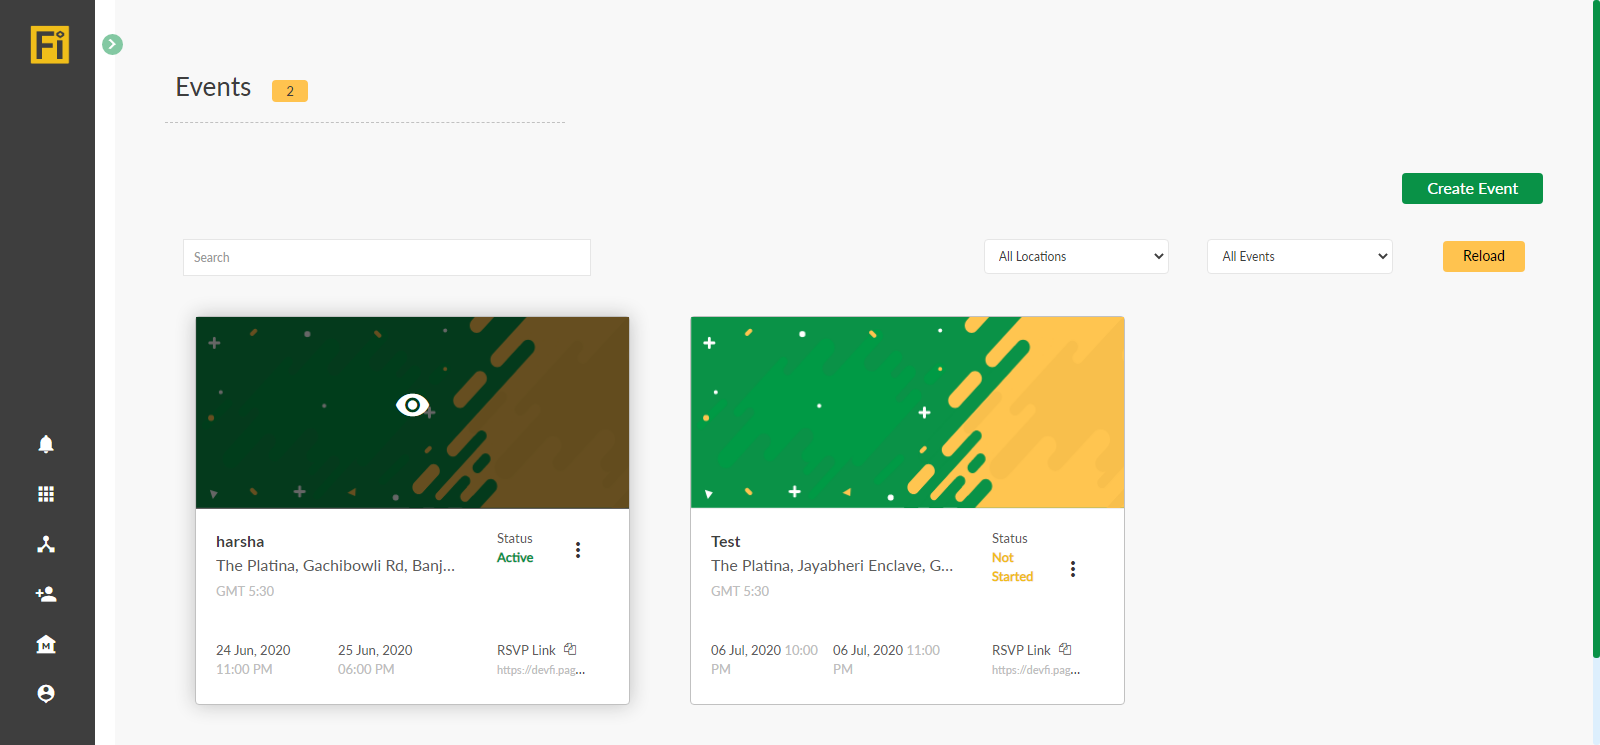 Fi
Events 2
Create Event
Search
All Locations
All Events
Reload
harsha
The Platina, Gachibowli Rd, Banj...
GMT 5:30
Status
Active
24 Jun, 2020
11:00 PM
25 Jun, 2020
06:00 PM
RSVP Link
https://devfi.pag...
Test
The Platina, Jayabheri Enclave, G...
GMT 5:30
Status
Not
Started
06 Jul, 2020 10:00
PM
06 Jul, 2020 11:00
PM
RSVP Link
https://devfi.pag...
M